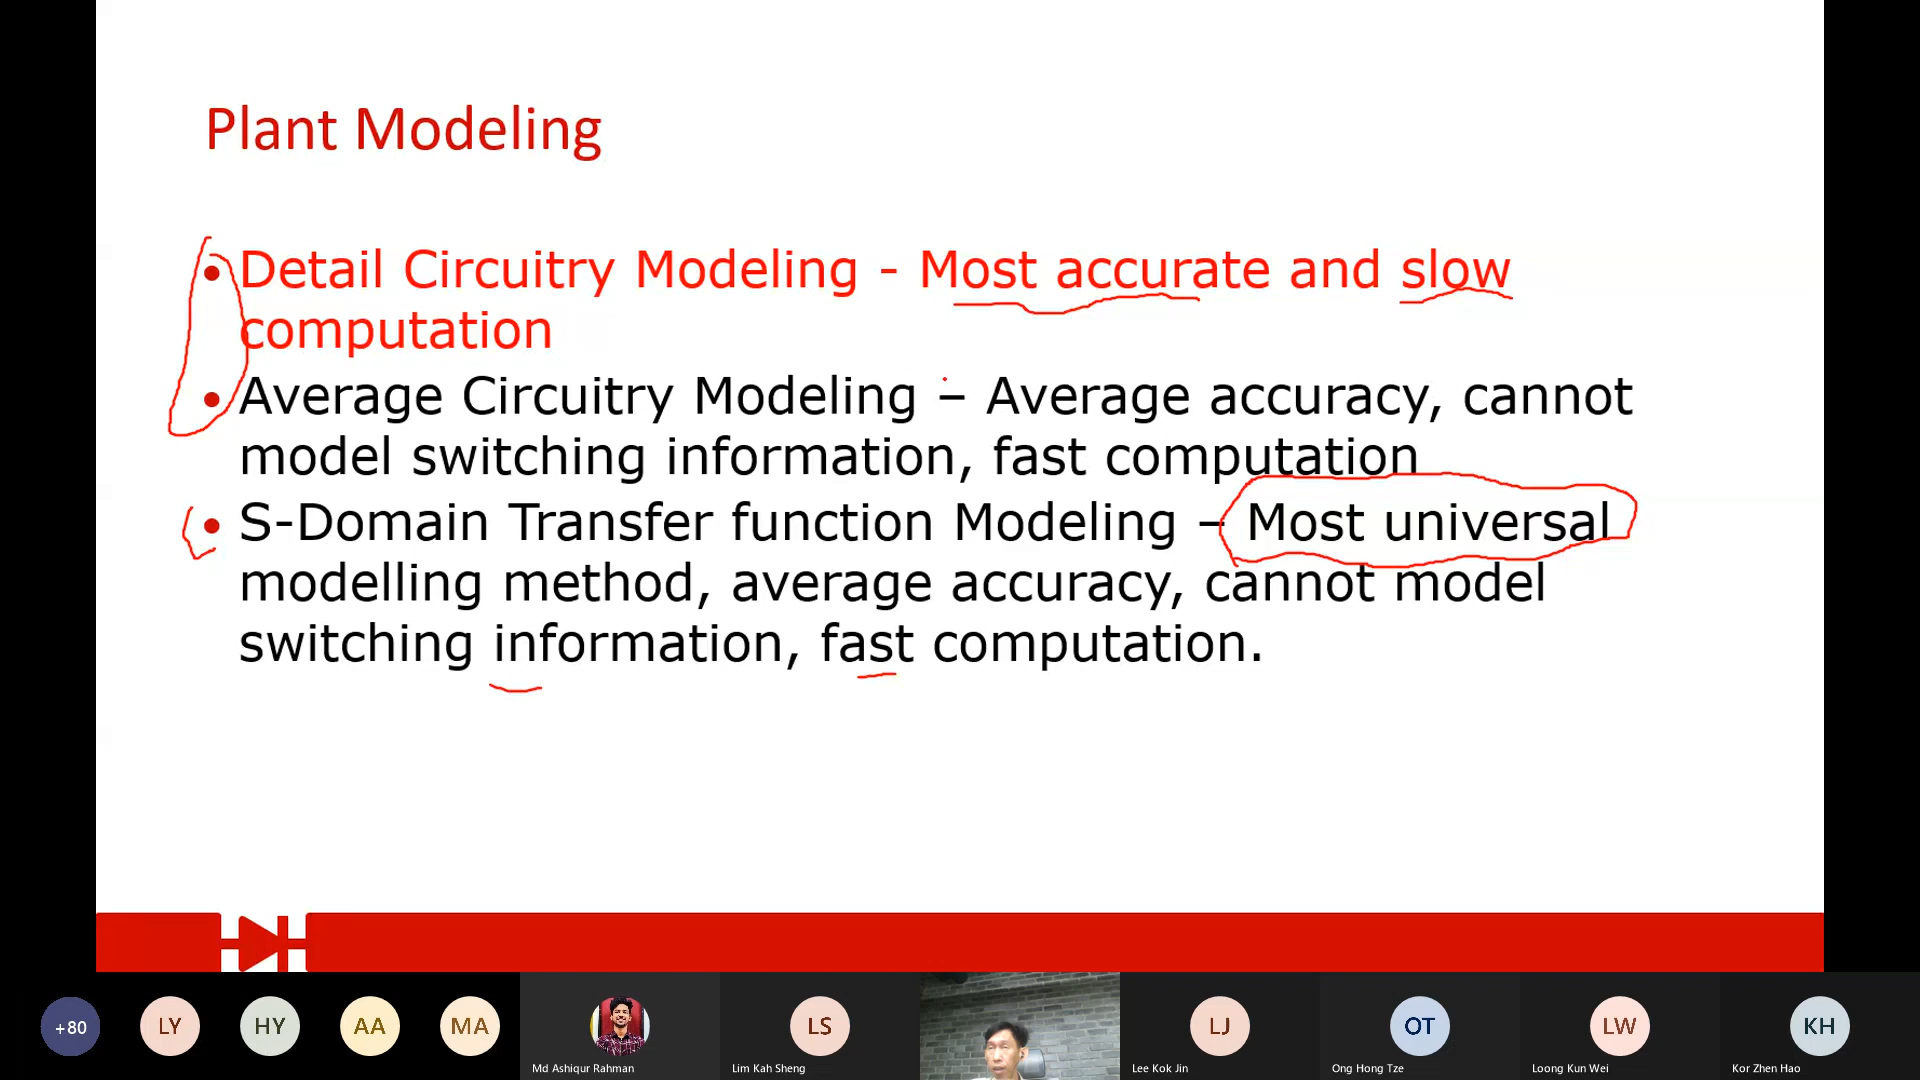 Plant Modeling
• Detail Circuitry Modeling - Most accurate and slow
computation
• Average Circuitry Modeling – Average accuracy, cannot
model switching information, fast computation
• S-Domain Transfer function Modeling – Most universal
modelling method, average accuracy, cannot model
switching information, fast computation.
+80
LY
HY
AA
MA
LS
LJ
OT
LW
KH
Md Ashiqur Rahman
Lim Kah Sheng
Lee Kok Jin
Ong Hong Tze
Loong Kun Wei
Kor Zhen Hao